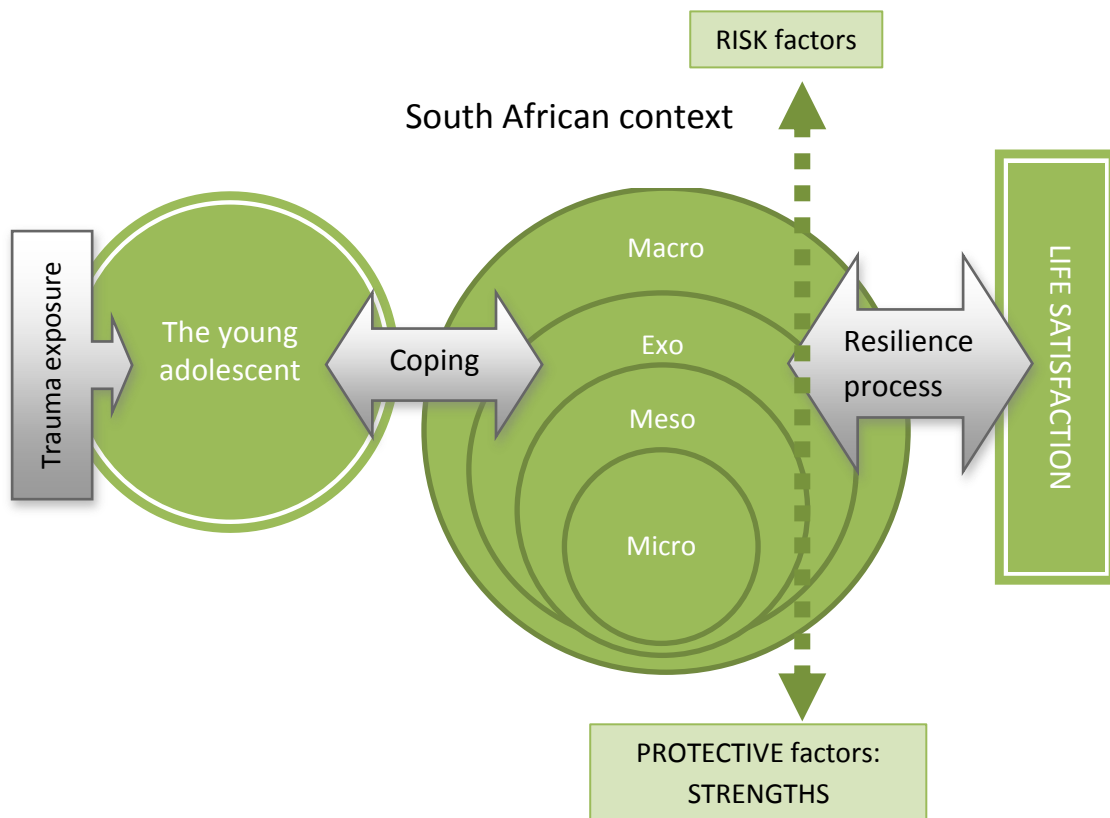 RISK factors
South African context
Trauma exposure
The young
adolescent
Coping
Macro
Exo
Meso
Micro
Resilience
process
LIFE SATISFACTION
PROTECTIVE factors:
STRENGTHS